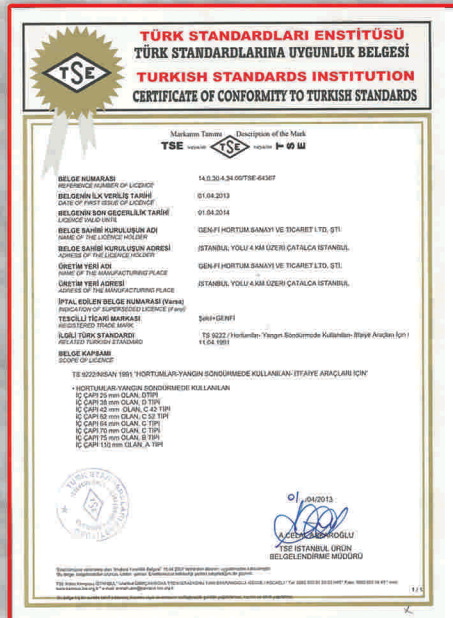 TÜRK STANDARDLARI ENSTİTÜSÜ
TÜRK STANDARDLARINA UYGUNLUK BELGESİ
TURKISH STANDARDS INSTITUTION
CERTIFICATE OF CONFORMITY TO TURKISH STANDARDS
TSE
Markanın Tanımı Description of the Mark
TSE TSE TSE
BELGE NUMARASI 14.0.30.4.34.00/TSE-64367
REFERENCE NUMBER OF LICENCE
BELGENİN İLK VERİLİŞ TARİHİ 01.04.2013
DATE OF FIRST ISSUE OF LICENCE
BELGENİN SON GEÇERLİLİK TARİHİ 01.04.2014
LICENCE VALID UNTIL
BELGE SAHİBİ KURULUŞUN ADI GEN-Fİ HORTUM SANAYİ VE TİCARET LTD. ŞTİ.
NAME OF THE LICENCE HOLDER
BELGE SAHİBİ KURULUŞUN ADRESİ İSTANBUL YOLU 4.KM ÜZERİ ÇATALCA İSTANBUL
ADRESS OF THE LICENCE HOLDER
ÜRETİM YERİ ADI GEN-Fİ HORTUM SANAYİ VE TİCARET LTD. ŞTİ.
NAME OF THE MANUFACTURING PLACE
ÜRETİM YERİ ADRESİ İSTANBUL YOLU 4.KM ÜZERİ ÇATALCA İSTANBUL
ADRESS OF THE MANUFACTURING PLACE
İPTAL EDİLEN BELGE NUMARASI (Varsa)
INDICATION OF SUPERSEDED LICENCE (if any)
TESCİLLİ TİCARİ MARKASI Şekil+GENFİ
REGISTERED TRADE MARK
İLGİLİ TÜRK STANDARDI TS 9222 / Hortumlar- Yangın Söndürmede Kullanılan- İtfaiye Araçları İçin /
RELATED TURKISH STANDARD 11.04.1991
BELGE KAPSAMI
SCOPE OF LICENCE
TS 9222/NİSAN 1991 "HORTUMLAR-YANGIN SÖNDÜRMEDE KULLANILAN- İTFAİYE ARAÇLARI İÇİN"
• HORTUMLAR-YANGIN SÖNDÜRMEDE KULLANILAN
İÇ ÇAPI 25 mm OLAN, D TİPİ
İÇ ÇAPI 38 mm OLAN, D TİPİ
İÇ ÇAPI 42 mm OLAN, C 42 TİPİ
İÇ ÇAPI 52 mm OLAN, C 52 TİPİ
İÇ ÇAPI 64 mm OLAN, C TİPİ
İÇ ÇAPI 70 mm OLAN, C TİPİ
İÇ ÇAPI 75 mm OLAN, B TİPİ
İÇ ÇAPI 110 mm OLAN, A TİPİ
01/04/2013
TSE İSTANBUL ÜRÜN
BELGELENDİRME MÜDÜRÜ
1 / 1